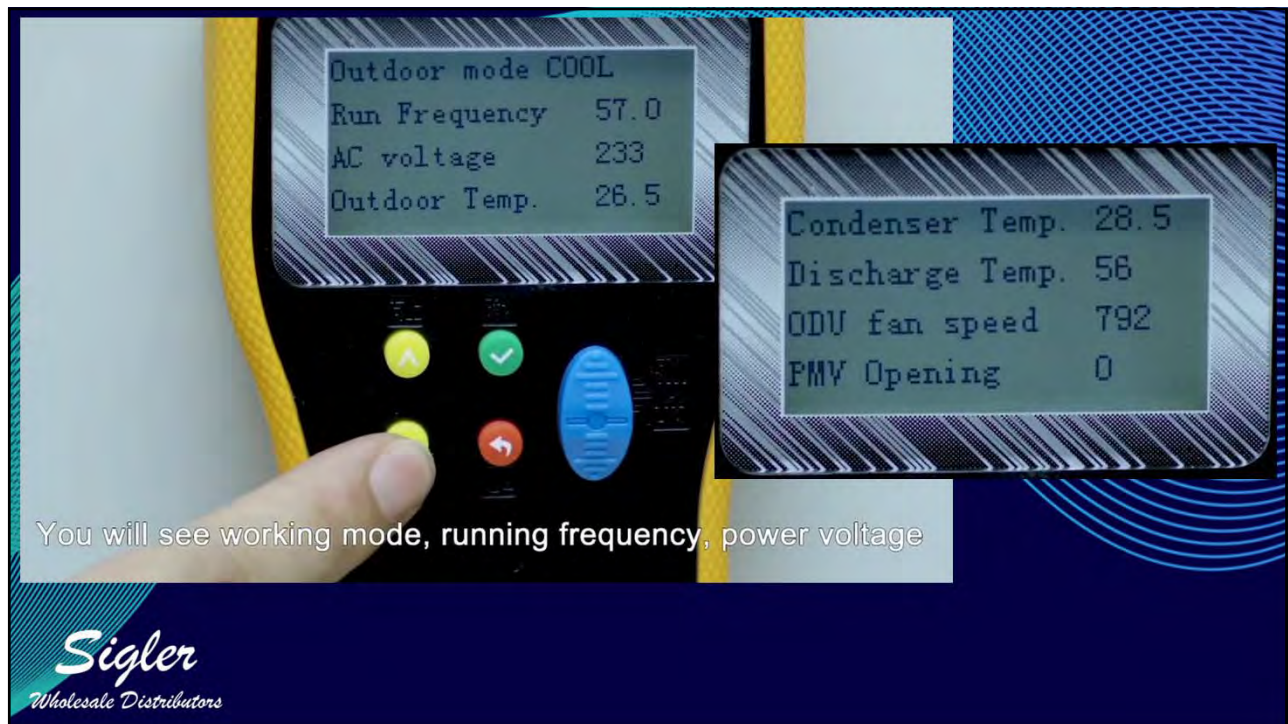 Outdoor mode COOL
Run Frequency 57.0
AC voltage 233
Outdoor Temp. 26.5
Condenser Temp. 28.5
Discharge Temp. 56
ODU fan speed 792
PMV Opening 0
You will see working mode, running frequency, power voltage
Sigler
Wholesale Distributors